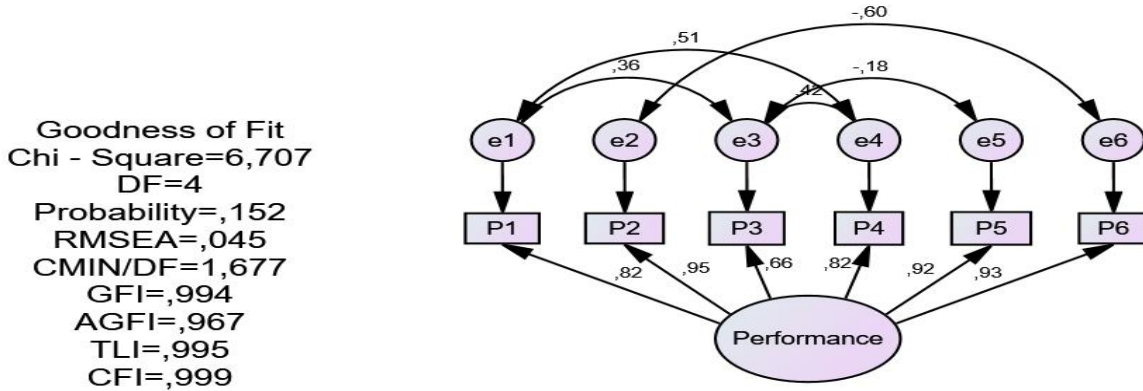 Goodness of Fit
Chi - Square=6,707
DF=4
Probability=,152
RMSEA=,045
CMIN/DF=1,677
GFI=,994
AGFI=,967
TLI=,995
CFI=,999
-,60
,51
,36
-,18
,42
e1 e2 e3 e4 e5 e6
P1 P2 P3 P4 P5 P6
,82 ,95 ,66 ,82 ,92 ,93
Performance